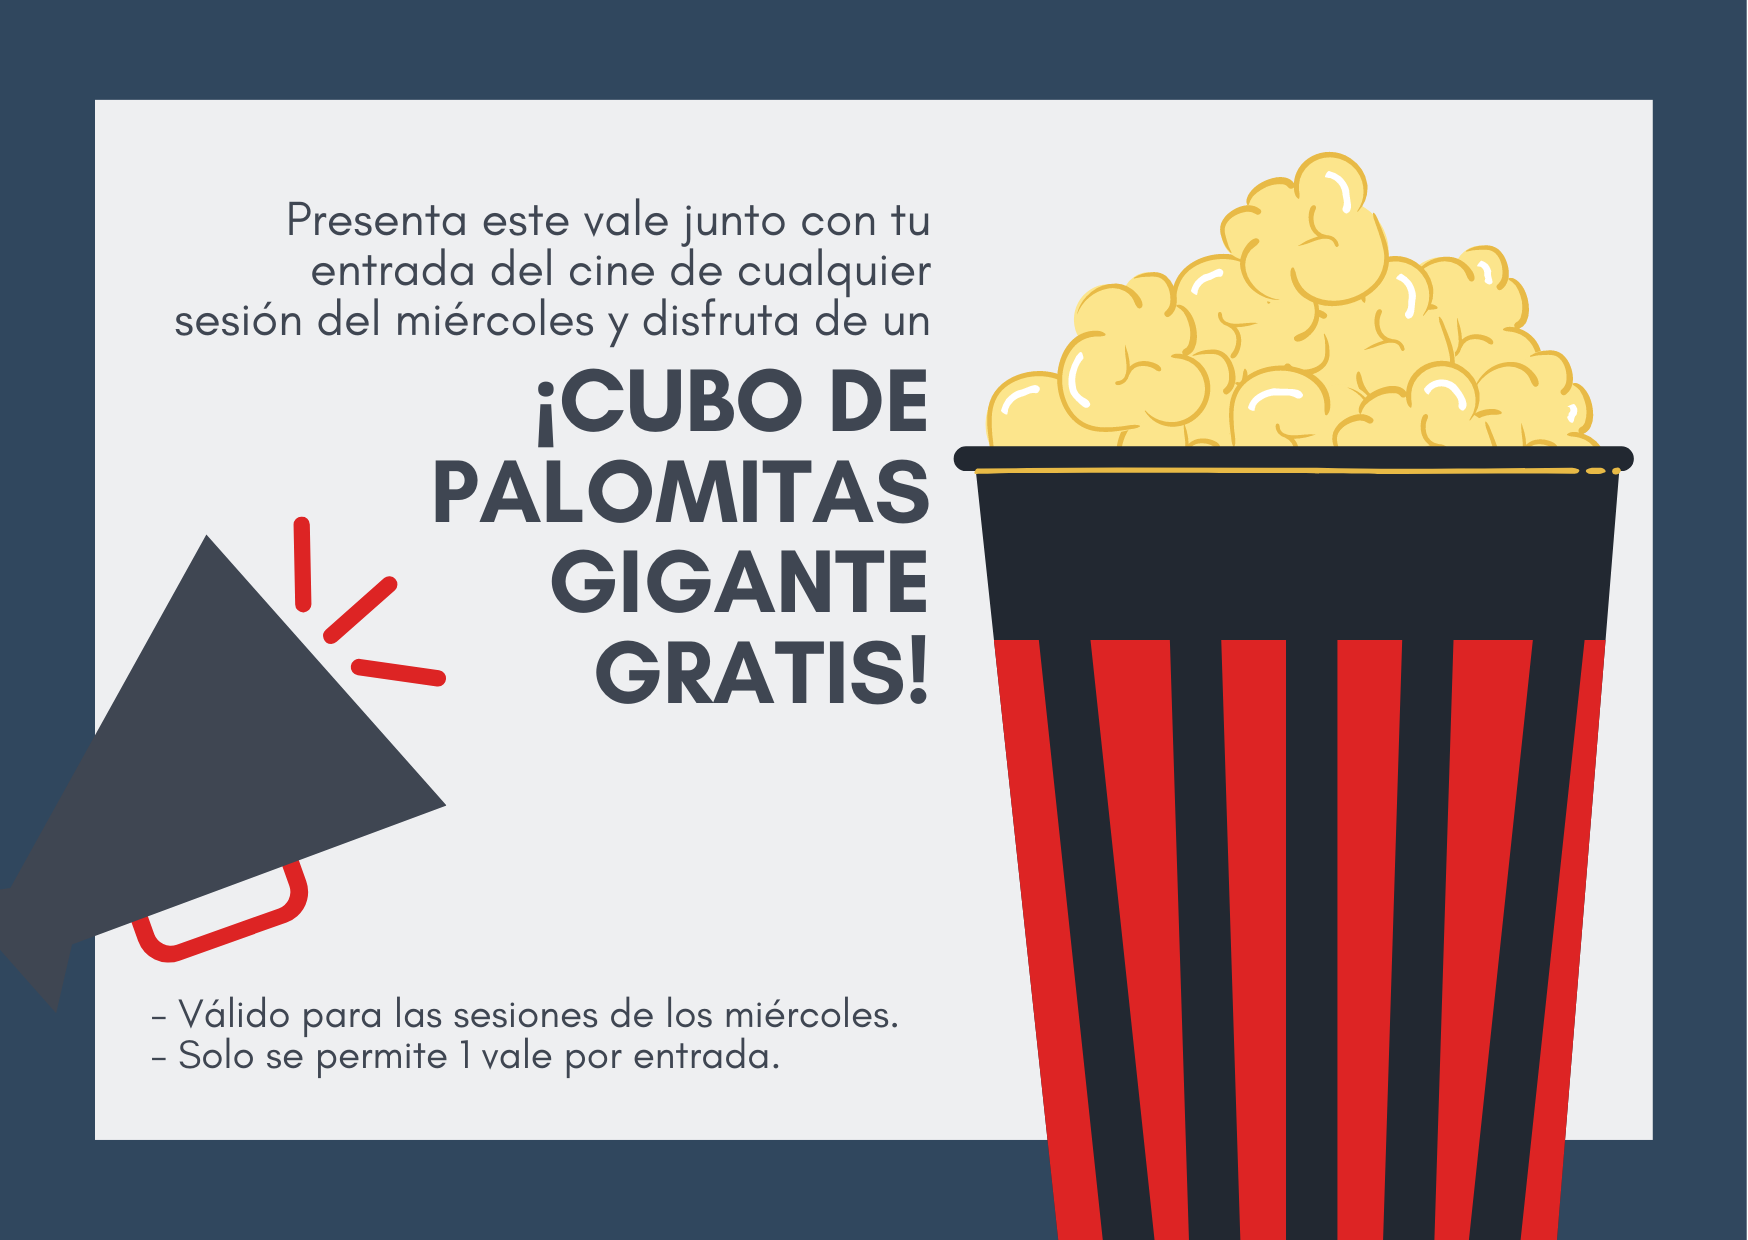 Presenta este vale junto con tu
entrada del cine de cualquier
sesión del miércoles y disfruta de un
¡CUBO DE
PALOMITAS
GIGANTE
GRATIS!
- Válido para las sesiones de los miércoles.
- Solo se permite 1 vale por entrada.